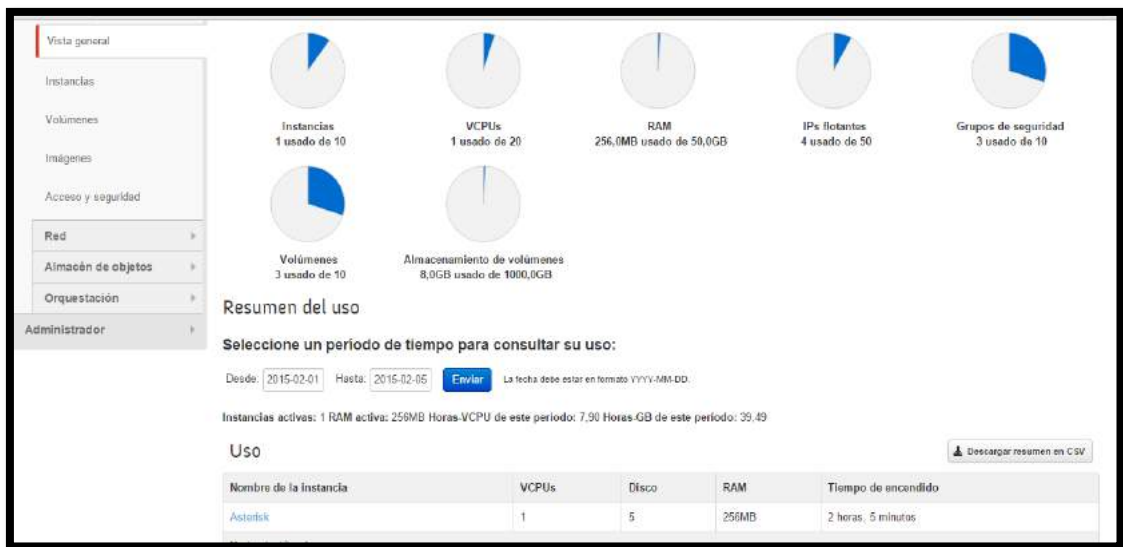 Vista general
Instancias
Volúmenes
Imágenes
Acceso y seguridad
Red
Almacén de objetos
Orquestación
Administrador
Instancias
1 usado de 10
VCPUs
1 usado de 20
RAM
256,0MB usado de 50,0GB
IPs flotantes
4 usado de 50
Grupos de seguridad
3 usado de 10
Volúmenes
3 usado de 10
Almacenamiento de volúmenes
8,0GB usado de 1000,0GB
Resumen del uso
Seleccione un periodo de tiempo para consultar su uso:
Desde: 2015-02-01 Hasta: 2015-02-05 Enviar La fecha debe estar en formato YYYY-MM-DD.
Instancias activas: 1 RAM activa: 256MB Horas-VCPU de este periodo: 7,90 Horas-GB de este periodo: 39,49
Uso
Descargar resumen en CSV
Nombre de la instancia VCPUs Disco RAM Tiempo de encendido
Asterisk 1 5 256MB 2 horas, 5 minutos